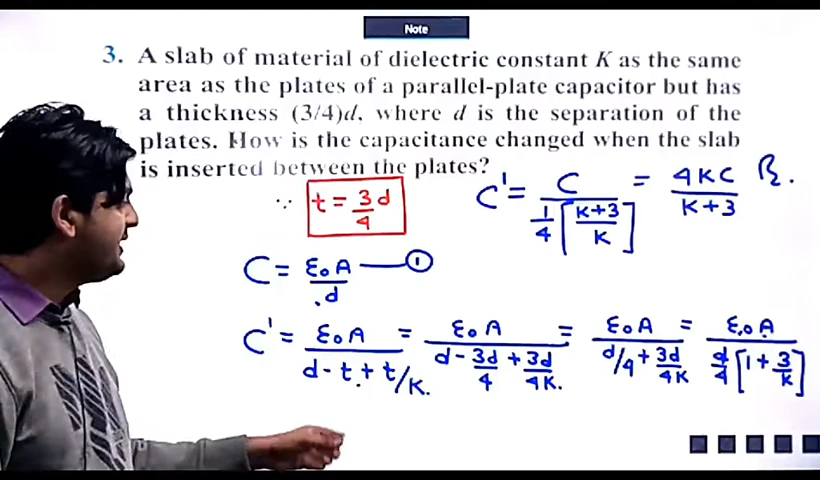 Note
3. A slab of material of dielectric constant K as the same
area as the plates of a parallel-plate capacitor but has
a thickness (3/4)d, where d is the separation of the
plates. How is the capacitance changed when the slab
is inserted between the plates?
∵ t = 3d/4
C' = C / (1/4 [(K+3)/K]) = 4KC / (K+3)
C = ε₀A / d — ①
C' = ε₀A / (d - t + t/K) = ε₀A / (d - 3d/4 + 3d/4K) = ε₀A / (d/4 + 3d/4K) = ε₀A / (d/4 [1 + 3/K])